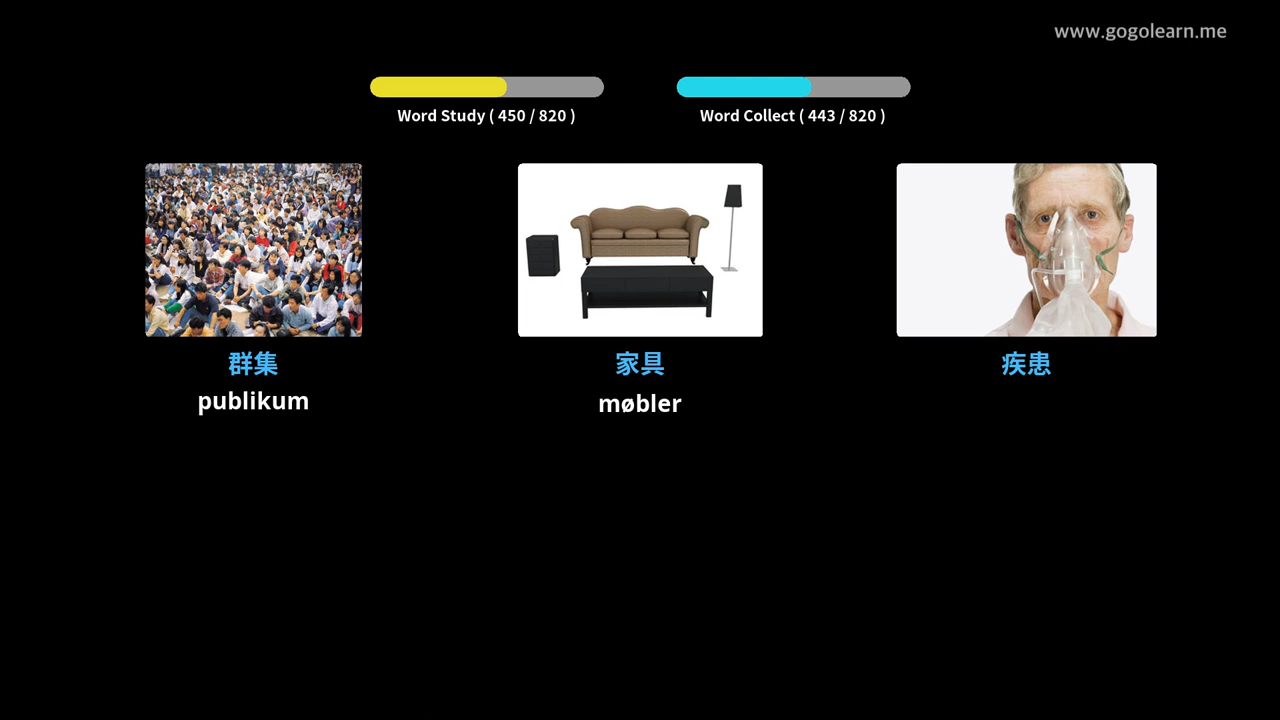 www.gogolearn.me
Word Study ( 450 / 820 )
Word Collect ( 443 / 820 )
群集
家具
疾患
publikum
møbler